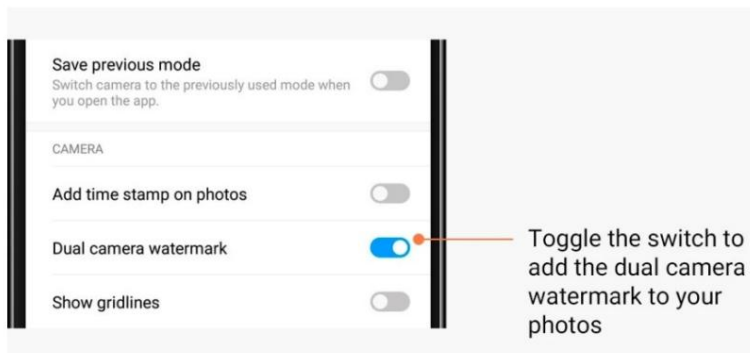 Save previous mode
Switch camera to the previously used mode when
you open the app.
CAMERA
Add time stamp on photos
Dual camera watermark
Show gridlines
Toggle the switch to
add the dual camera
watermark to your
photos